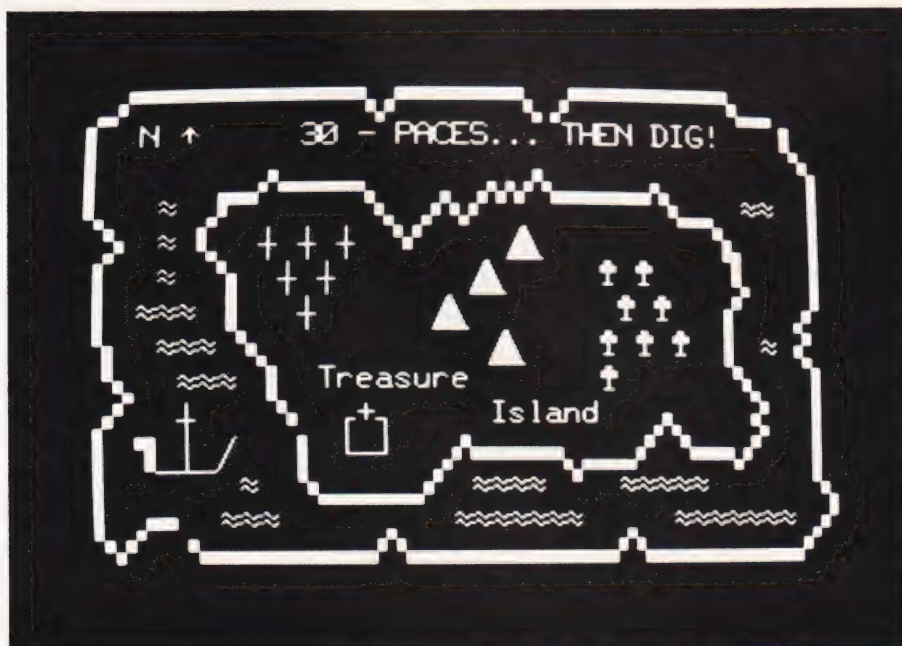 N ↑ 30 - PACES... THEN DIG!
Treasure
Island